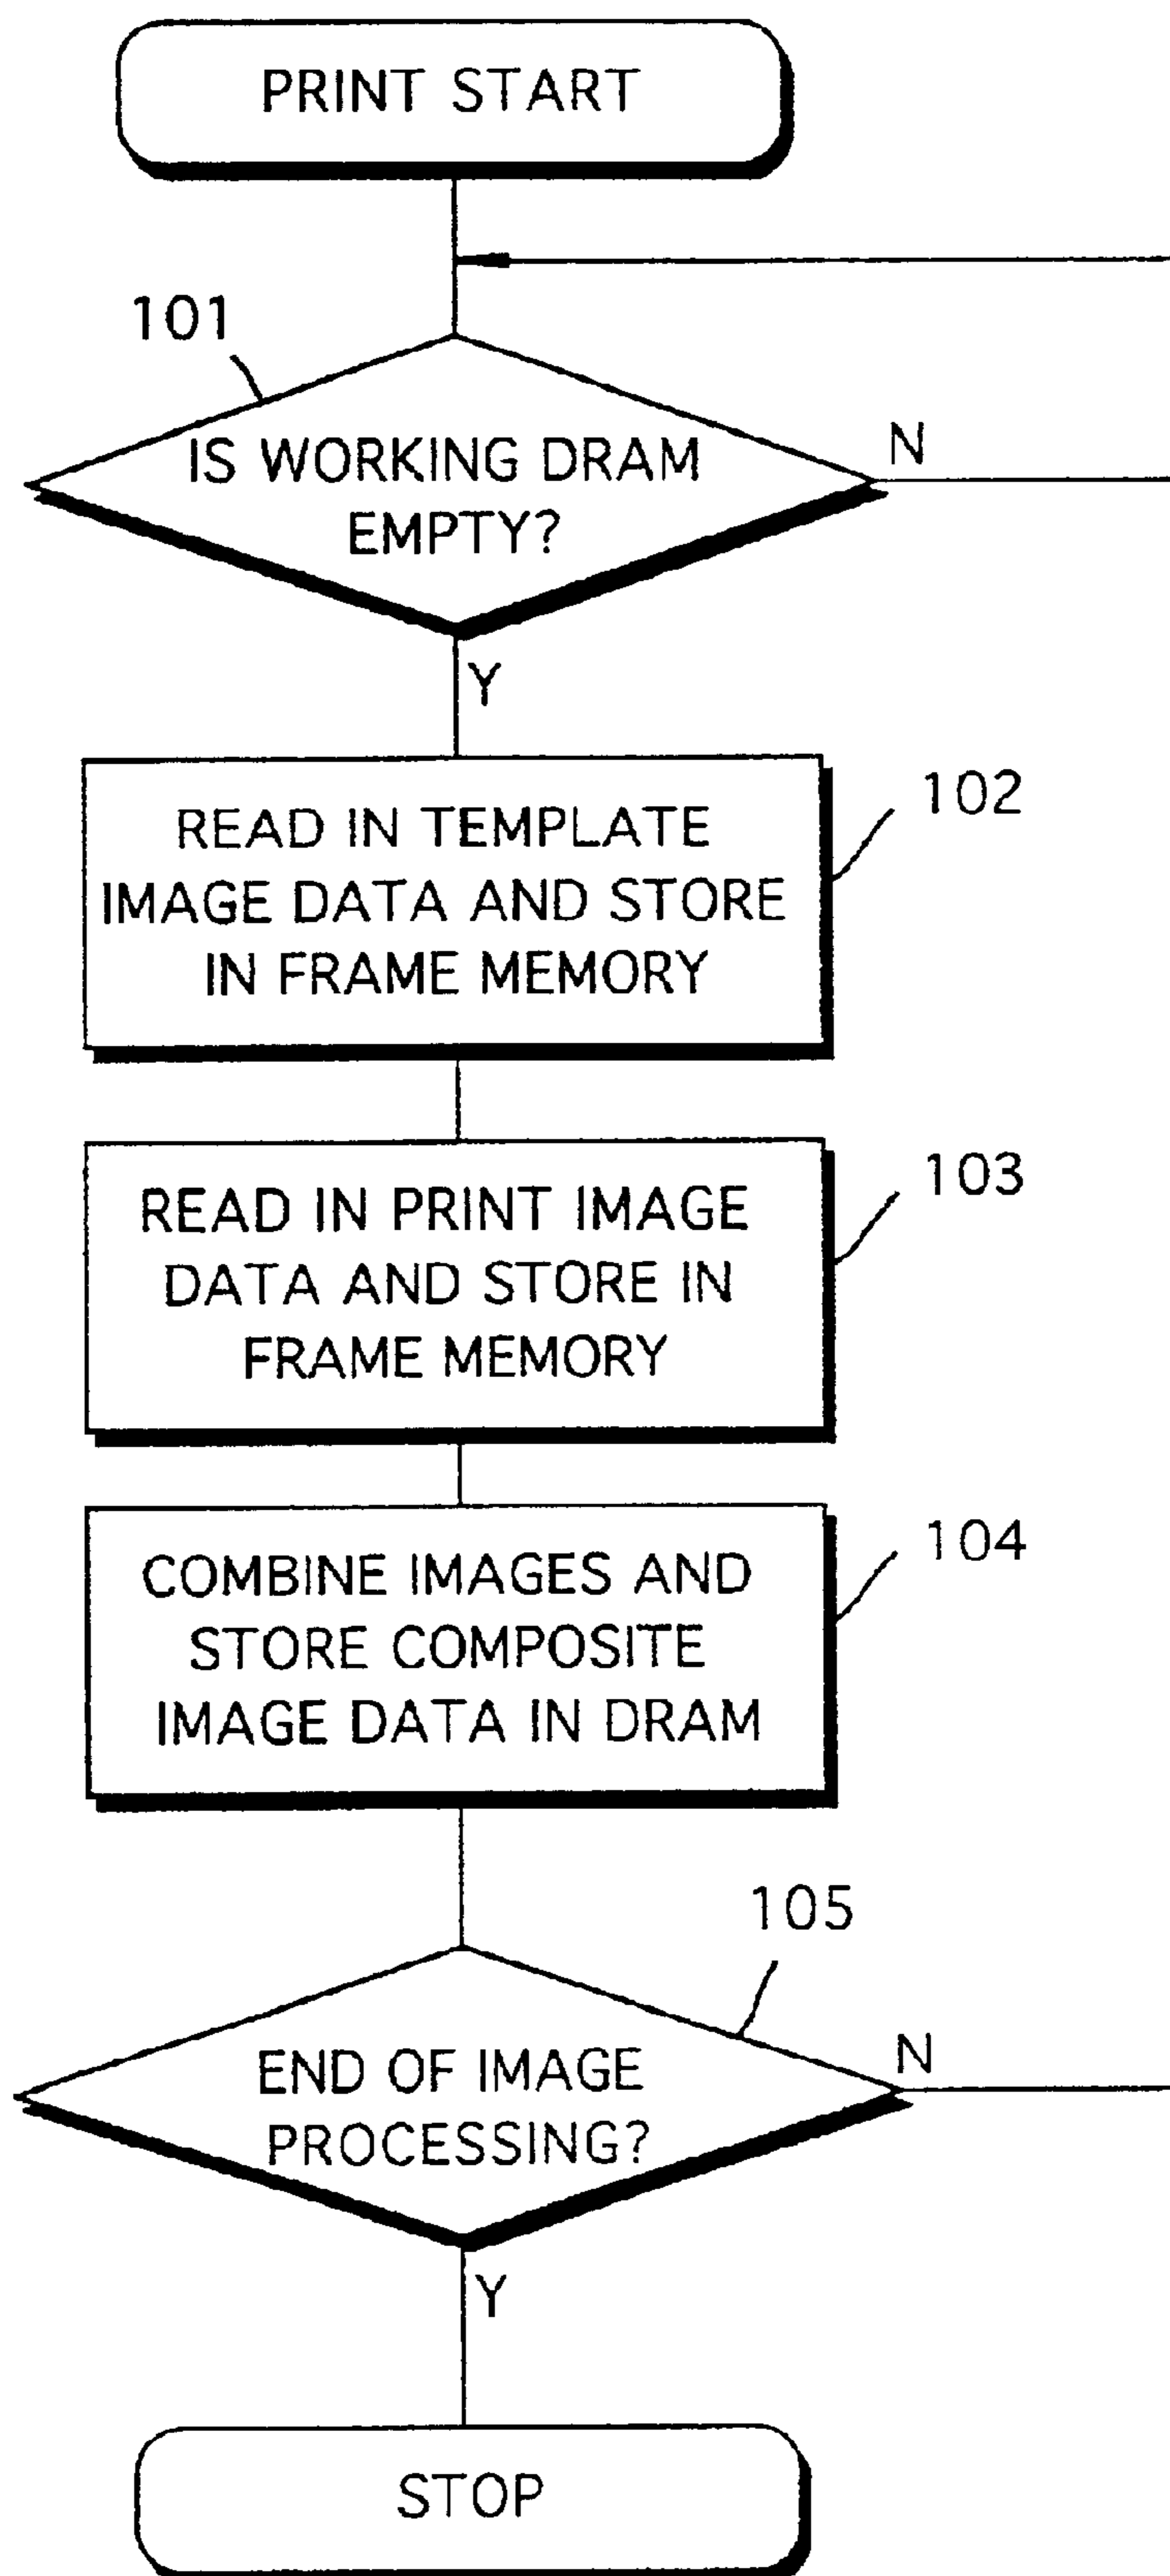 PRINT START
101
IS WORKING DRAM
EMPTY?
N
Y
READ IN TEMPLATE
IMAGE DATA AND STORE
IN FRAME MEMORY
102
READ IN PRINT IMAGE
DATA AND STORE IN
FRAME MEMORY
103
COMBINE IMAGES AND
STORE COMPOSITE
IMAGE DATA IN DRAM
104
105
END OF IMAGE
PROCESSING?
N
Y
STOP